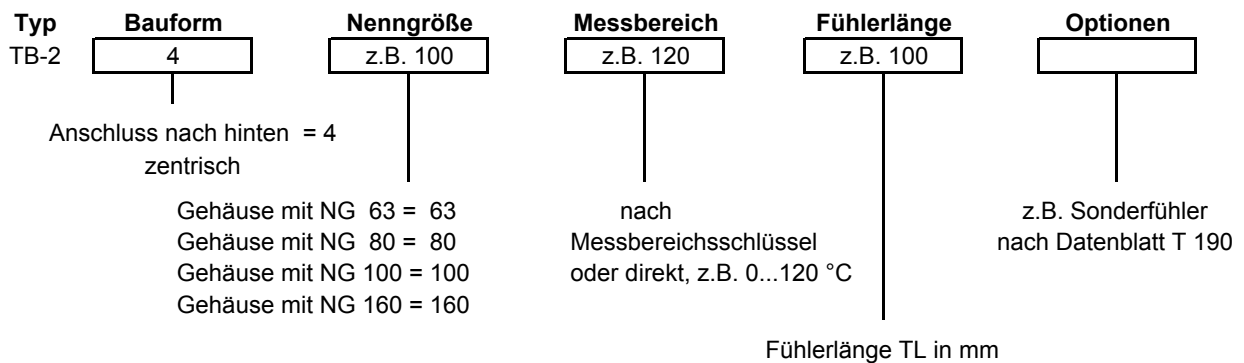 Typ Bauform Nenngröße Messbereich Fühlerlänge Optionen
TB-2 4 z.B. 100 z.B. 120 z.B. 100
Anschluss nach hinten = 4
zentrisch
Gehäuse mit NG 63 = 63
Gehäuse mit NG 80 = 80
Gehäuse mit NG 100 = 100
Gehäuse mit NG 160 = 160
nach
Messbereichsschlüssel
oder direkt, z.B. 0...120 °C
z.B. Sonderfühler
nach Datenblatt T 190
Fühlerlänge TL in mm